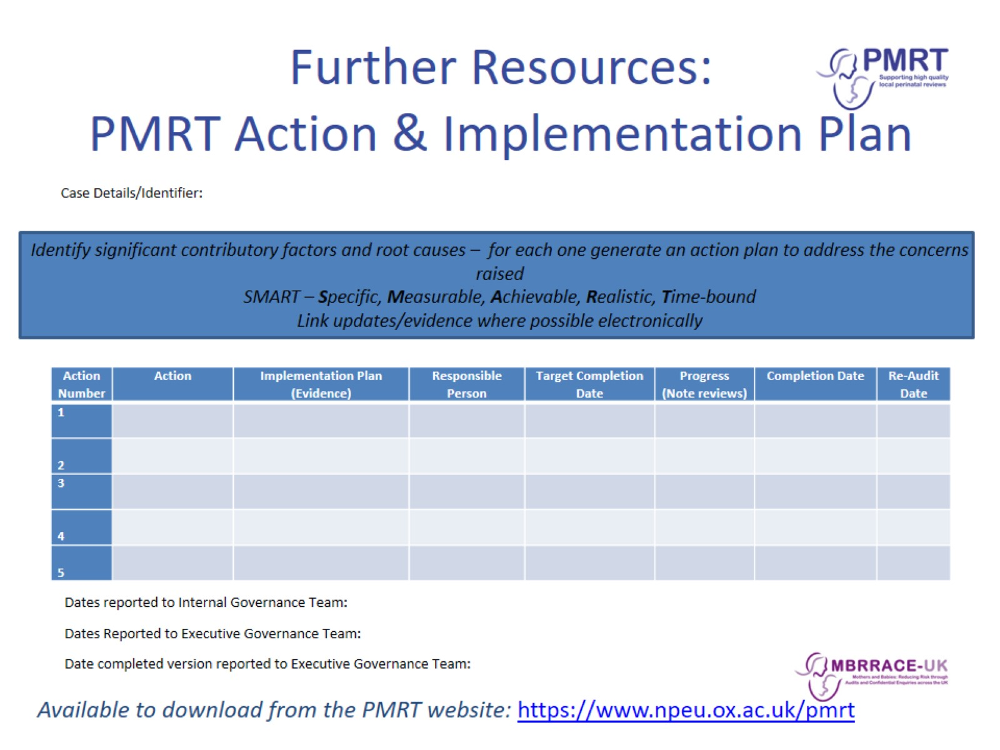 Further Resources:
PMRT Action & Implementation Plan
PMRT
Supporting high quality
local perinatal reviews
Case Details/Identifier:
Identify significant contributory factors and root causes –  for each one generate an action plan to address the concerns
raised
SMART – Specific, Measurable, Achievable, Realistic, Time-bound
Link updates/evidence where possible electronically
Action Number Action Implementation Plan (Evidence) Responsible Person Target Completion Date Progress (Note reviews) Completion Date Re-Audit Date
1
2
3
4
5
Dates reported to Internal Governance Team:
Dates Reported to Executive Governance Team:
Date completed version reported to Executive Governance Team:
MBRRACE-UK
Mothers and Babies: Reducing Risk through
Audits and Confidential Enquiries across the UK
Available to download from the PMRT website: https://www.npeu.ox.ac.uk/pmrt